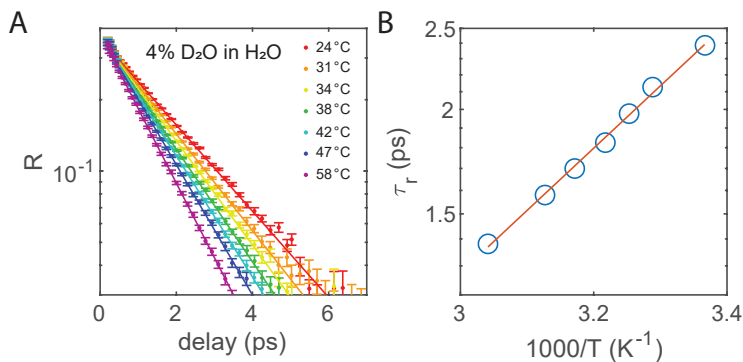 A
4% D₂O in H₂O
24°C
31°C
34°C
38°C
42°C
47°C
58°C
R
10⁻¹
0
2
4
6
delay (ps)
B
2.5
2
1.5
τᵣ (ps)
3
3.2
3.4
1000/T (K⁻¹)